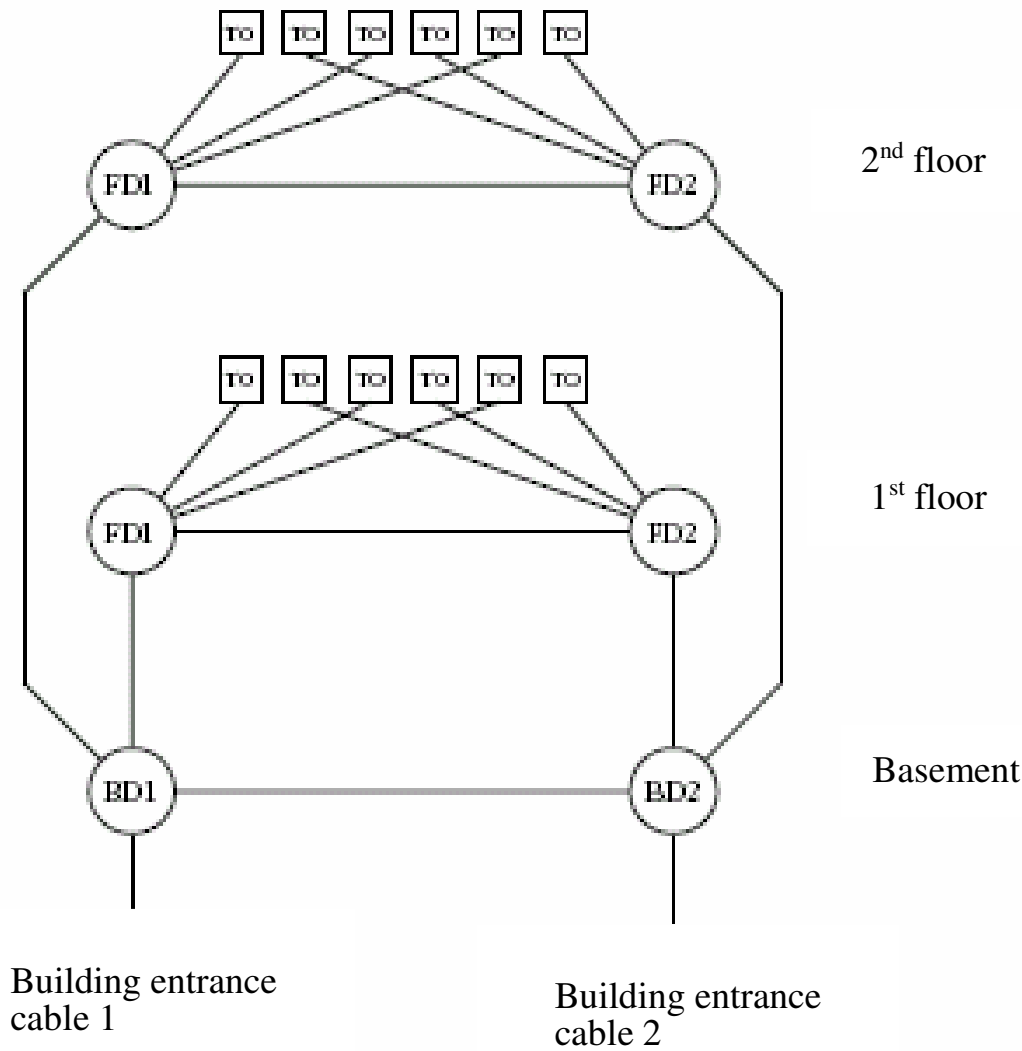 TO TO TO TO TO TO
2nd floor
FD1 FD2
TO TO TO TO TO TO
1st floor
FD1 FD2
Basement
BD1 BD2
Building entrance
cable 1
Building entrance
cable 2